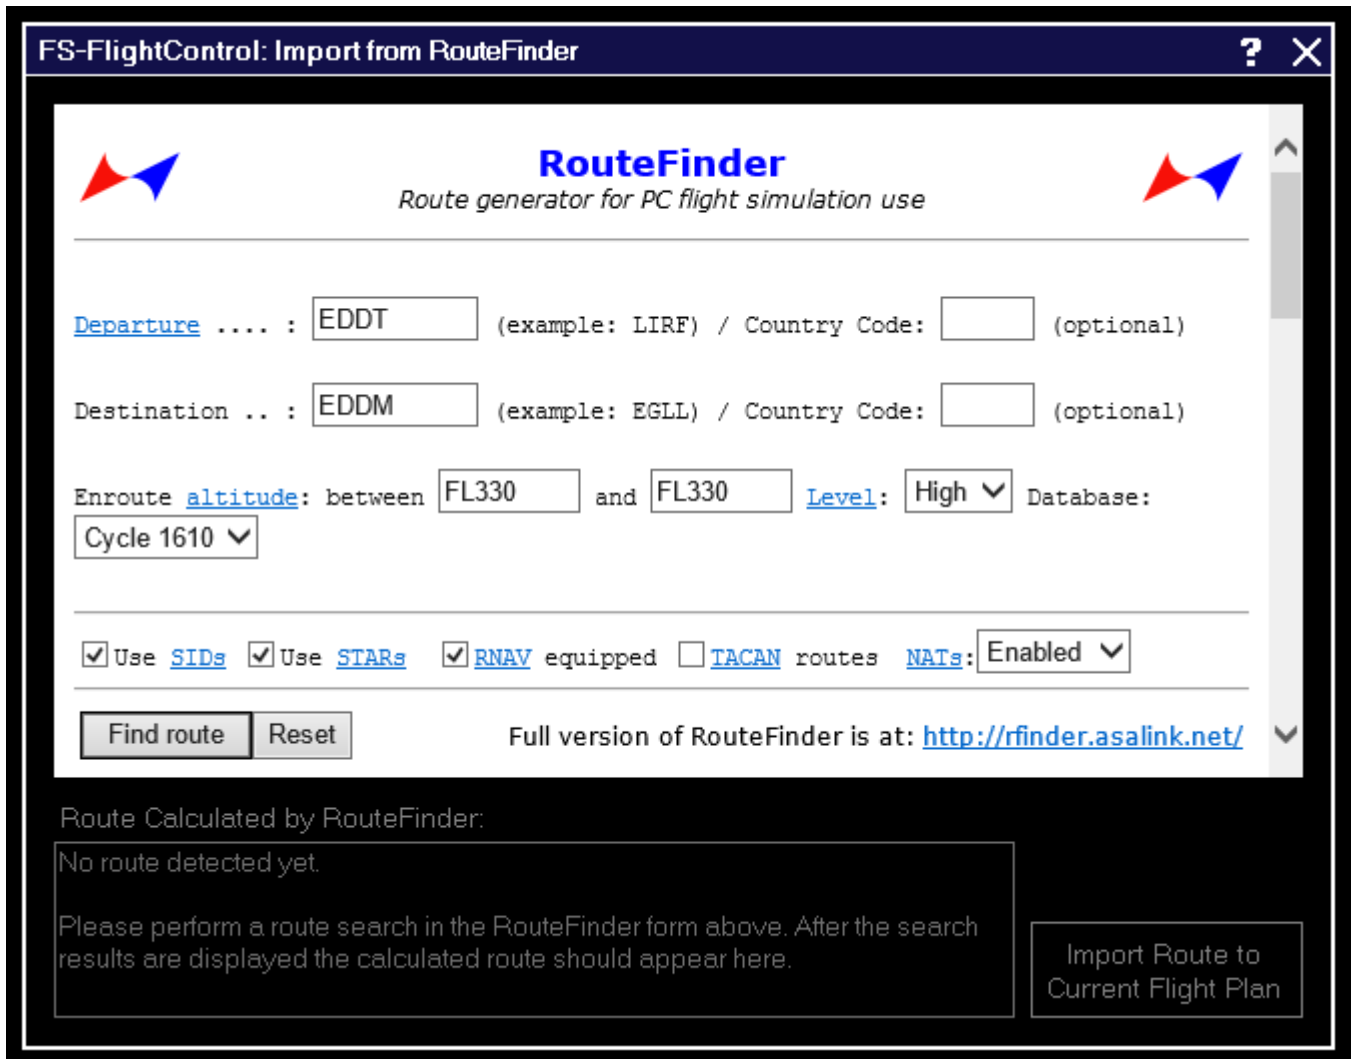 FS-FlightControl: Import from RouteFinder
RouteFinder
Route generator for PC flight simulation use
Departure .... : EDDT (example: LIRF) / Country Code: (optional)
Destination .. : EDDM (example: EGLL) / Country Code: (optional)
Enroute altitude: between FL330 and FL330 Level: High Database:
Cycle 1610
Use SIDs Use STARs RNAV equipped TACAN routes NATs: Enabled
Find route Reset Full version of RouteFinder is at: http://rfinder.asalink.net/
Route Calculated by RouteFinder:
No route detected yet.
Please perform a route search in the RouteFinder form above. After the search
results are displayed the calculated route should appear here.
Import Route to
Current Flight Plan